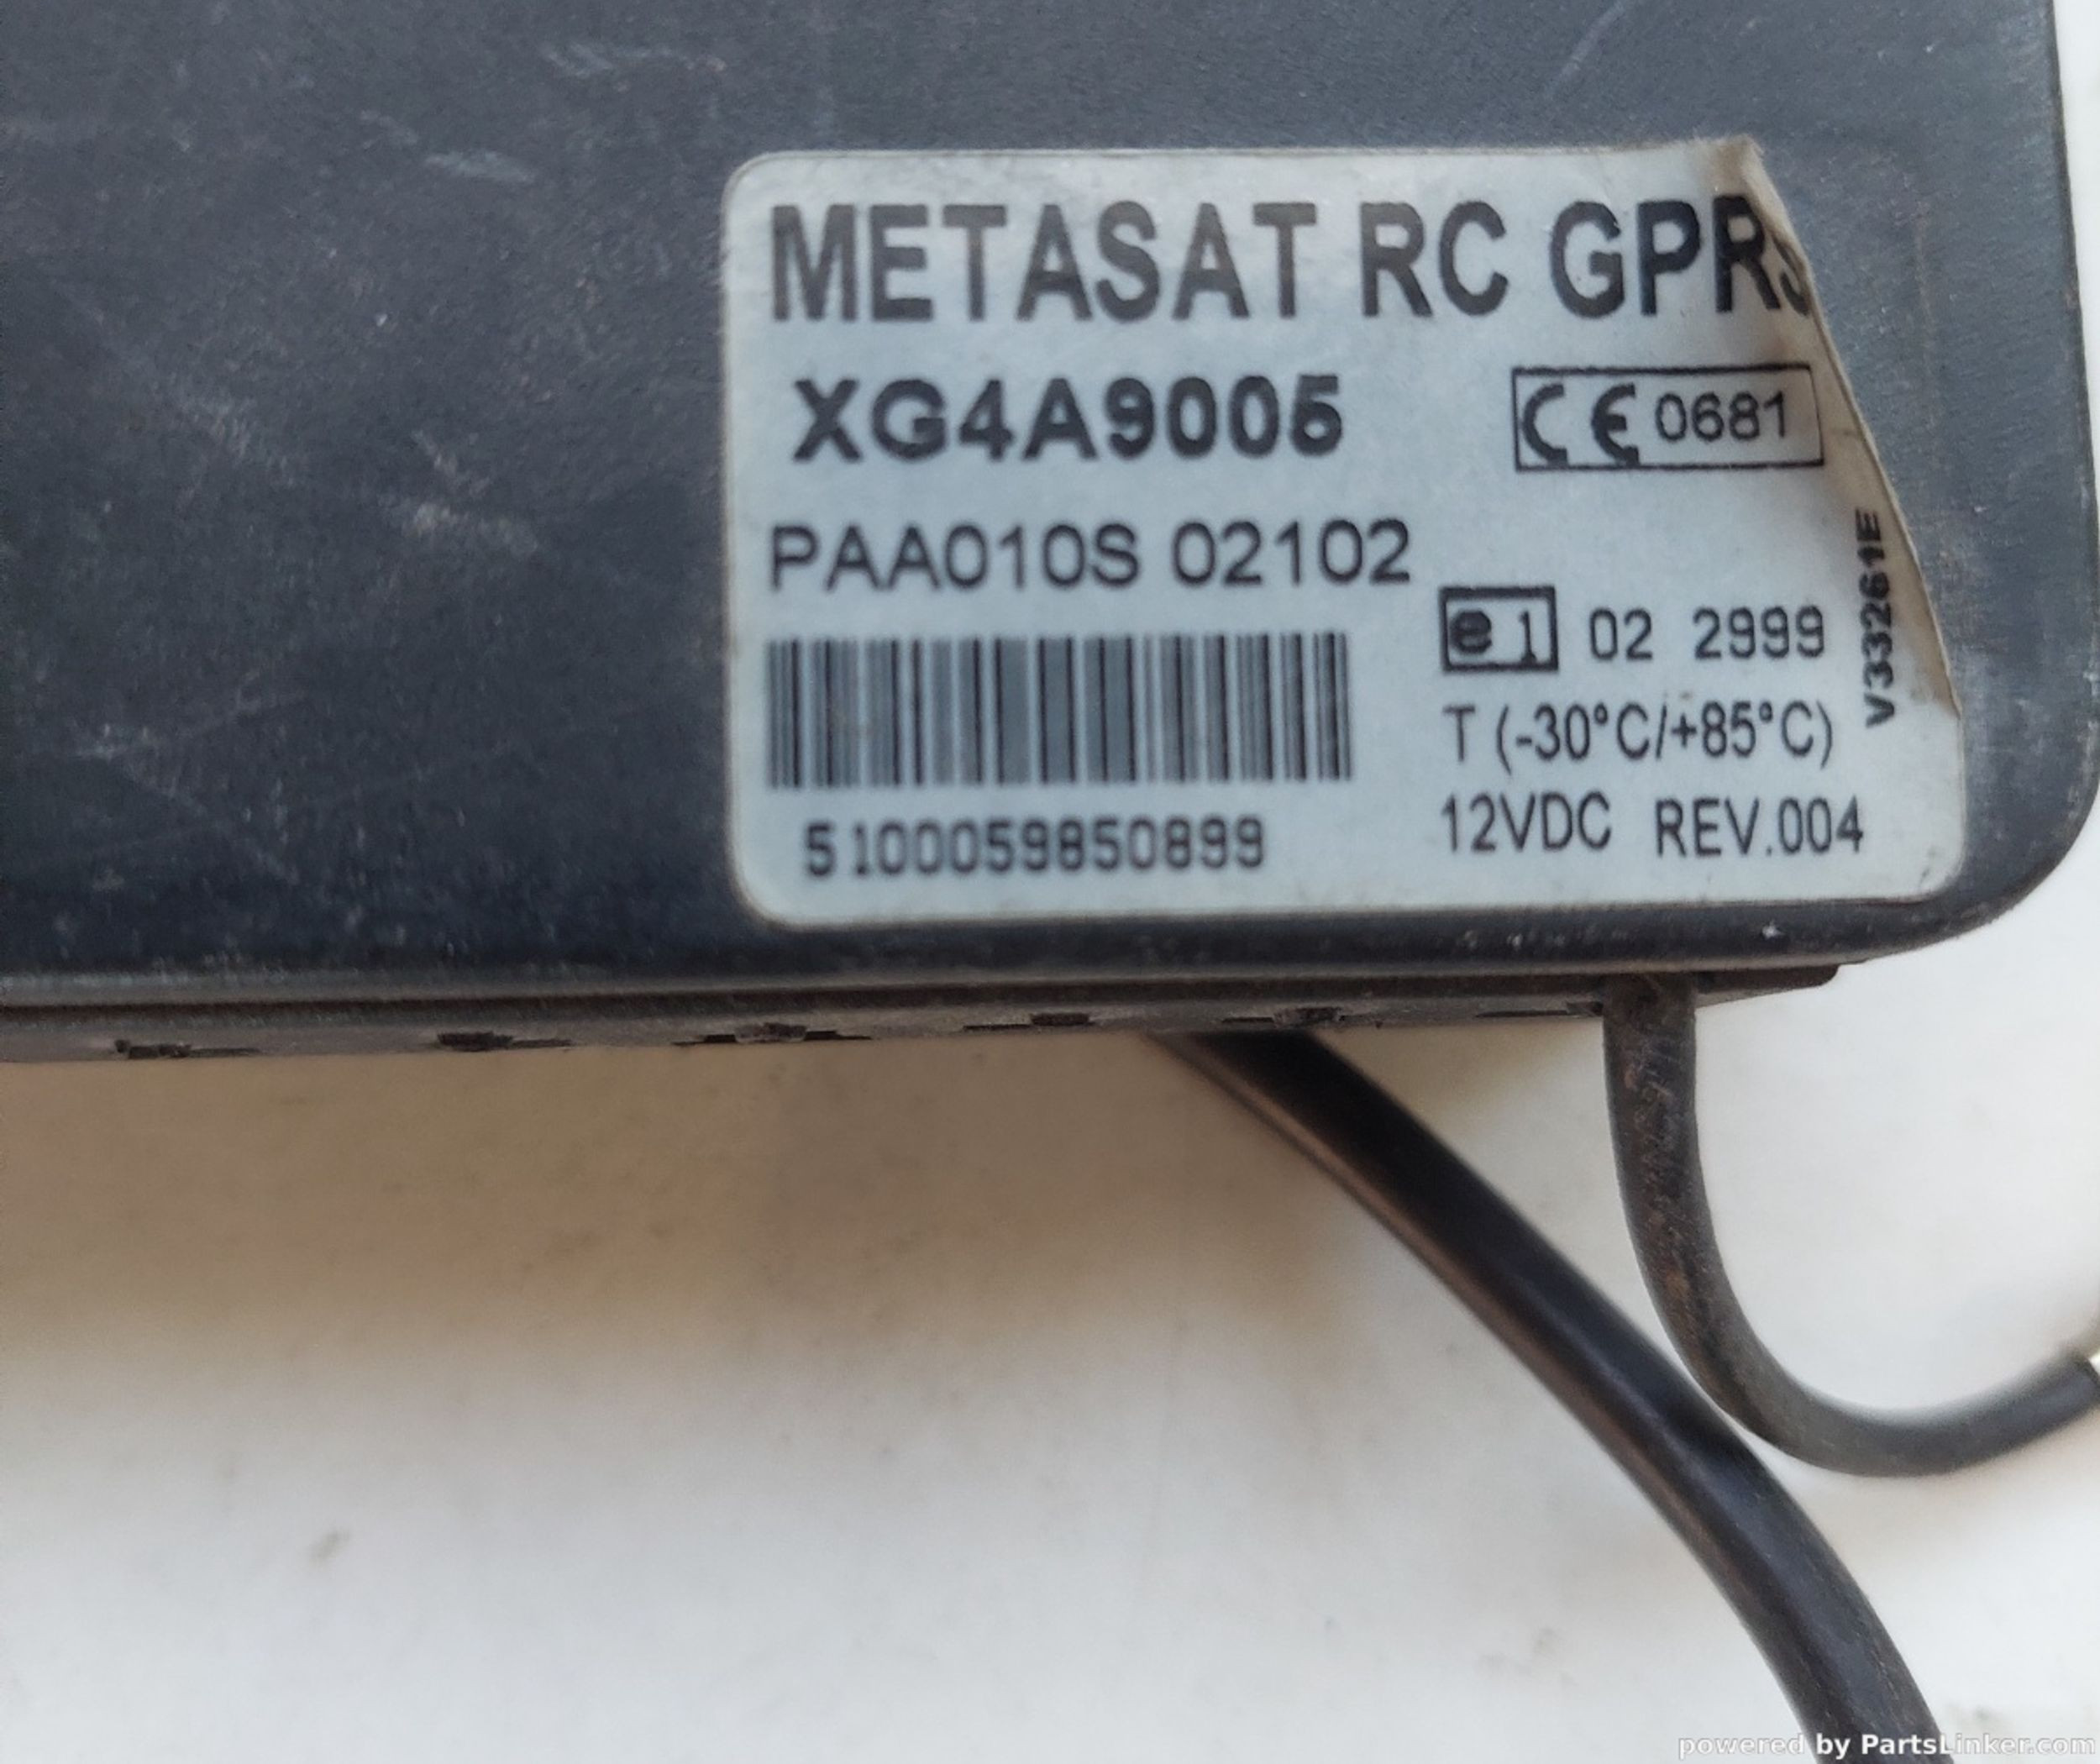 METASAT RC GPRS
XG4A9005
CE 0681
PAA010S 02102
e1 02 2999
V33261E
T (-30°C/+85°C)
12VDC REV.004
5100059850899
powered by PartsLinker.com